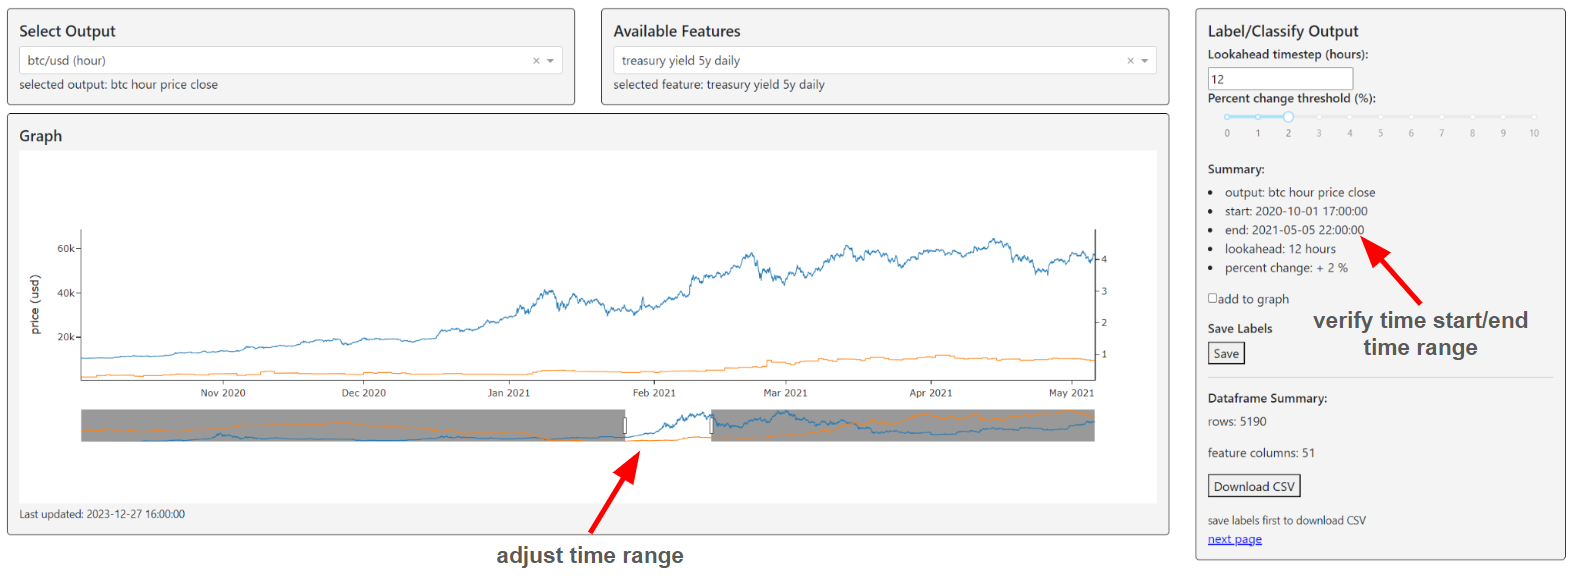 Select Output
btc/usd (hour)
× 
selected output: btc hour price close
Available Features
treasury yield 5y daily
×
selected feature: treasury yield 5y daily
Graph
price (usd)
60k
40k
20k
4
3
2
1
Nov 2020 Dec 2020 Jan 2021 Feb 2021 Mar 2021 Apr 2021 May 2021
Last updated: 2023-12-27 16:00:00
adjust time range
Label/Classify Output
Lookahead timestep (hours):
12
Percent change threshold (%):
0 1 2 3 4 5 6 7 8 9 10
Summary:
• output: btc hour price close
• start: 2020-10-01 17:00:00
• end: 2021-05-05 22:00:00
• lookahead: 12 hours
• percent change: + 2 %
add to graph
verify time start/end
time range
Save Labels
Save
Dataframe Summary:
rows: 5190
feature columns: 51
Download CSV
save labels first to download CSV
next page